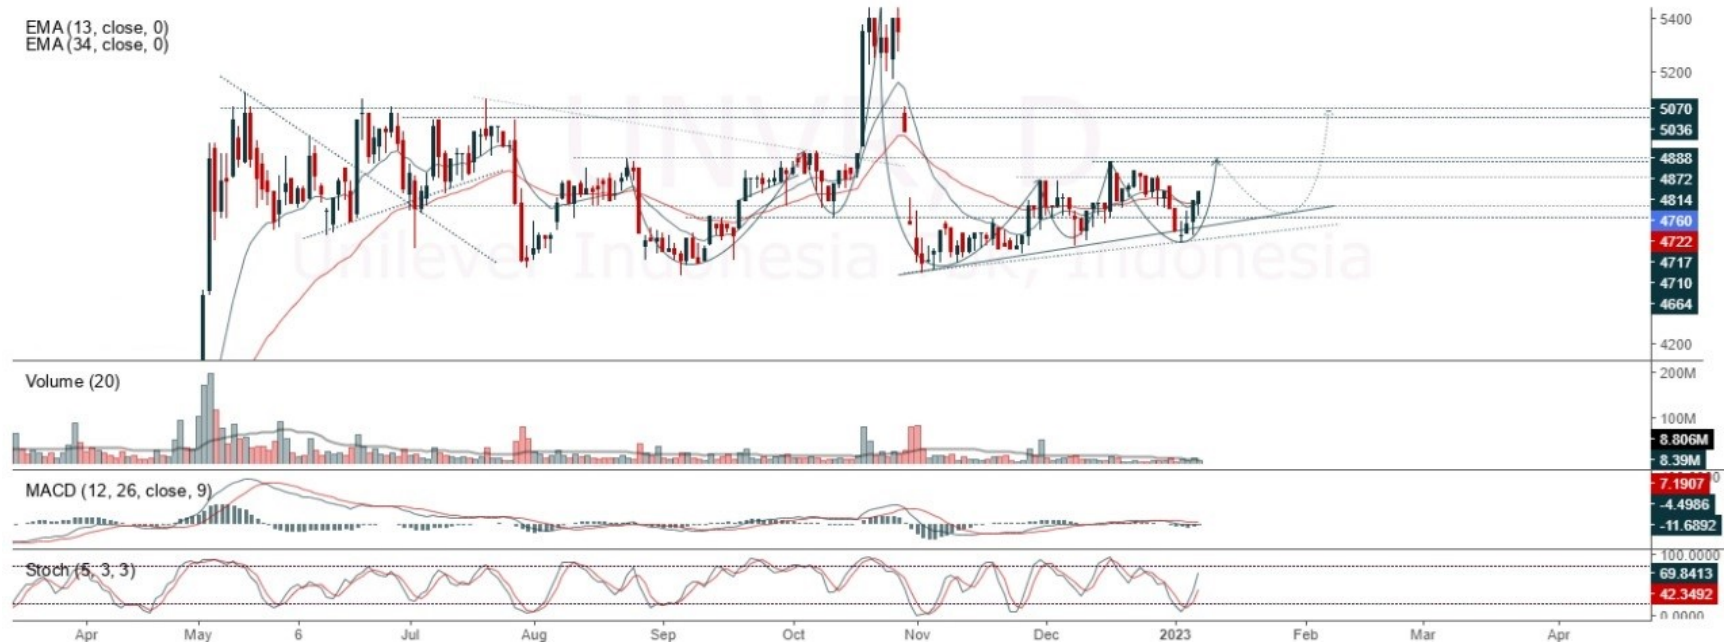 EMA (13, close, 0)
EMA (34, close, 0)
UNVR, D
Unilever Indonesia Tbk, Indonesia
5400
5200
5070
5036
4888
4872
4814
4760
4722
4717
4710
4664
4200
Volume (20)
200M
100M
8.806M
8.39M
MACD (12, 26, close, 9)
7.1907
-4.4986
-11.6892
Stoch (5, 3, 3)
100.0000
69.8413
42.3492
0.0000
Apr May 6 Jul Aug Sep Oct Nov Dec 2023 Feb Mar Apr